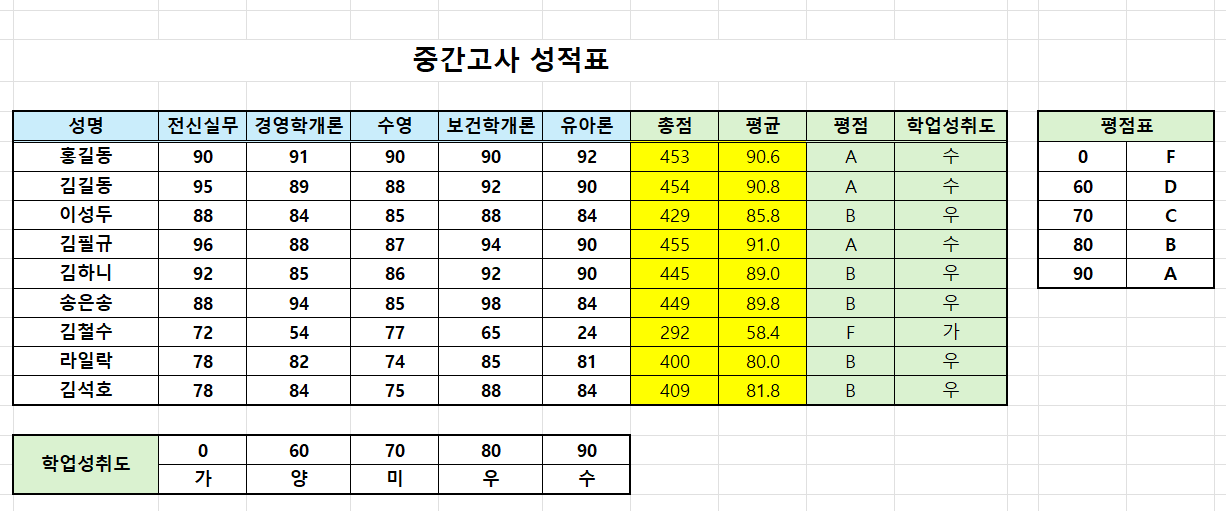 중간고사 성적표
성명 전신실무 경영학개론 수영 보건학개론 유아론 총점 평균 평점 학업성취도 평점표
홍길동 90 91 90 90 92 453 90.6 A 수 0 F
김길동 95 89 88 92 90 454 90.8 A 수 60 D
이성두 88 84 85 88 84 429 85.8 B 우 70 C
김필규 96 88 87 94 90 455 91.0 A 수 80 B
김하니 92 85 86 92 90 445 89.0 B 우 90 A
송은송 88 94 85 98 84 449 89.8 B 우
김철수 72 54 77 65 24 292 58.4 F 가
라일락 78 82 74 85 81 400 80.0 B 우
김석호 78 84 75 88 84 409 81.8 B 우
학업성취도 0 60 70 80 90
가 양 미 우 수